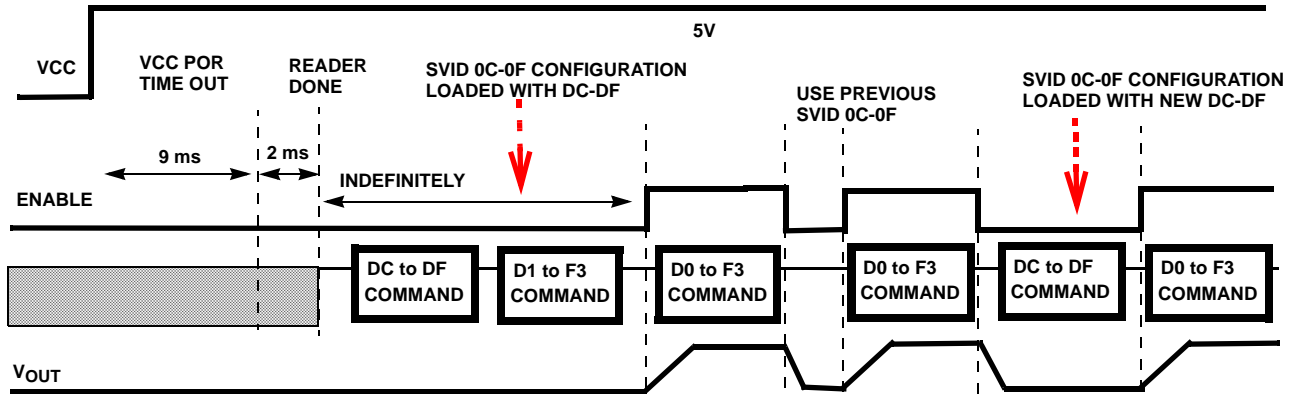 5V
VCC
VCC POR
TIME OUT
READER
DONE
SVID 0C-0F CONFIGURATION
LOADED WITH DC-DF
USE PREVIOUS
SVID 0C-0F
SVID 0C-0F CONFIGURATION
LOADED WITH NEW DC-DF
9 ms
2 ms
INDEFINITELY
ENABLE
DC to DF
COMMAND
D1 to F3
COMMAND
D0 to F3
COMMAND
D0 to F3
COMMAND
DC to DF
COMMAND
D0 to F3
COMMAND
VOUT